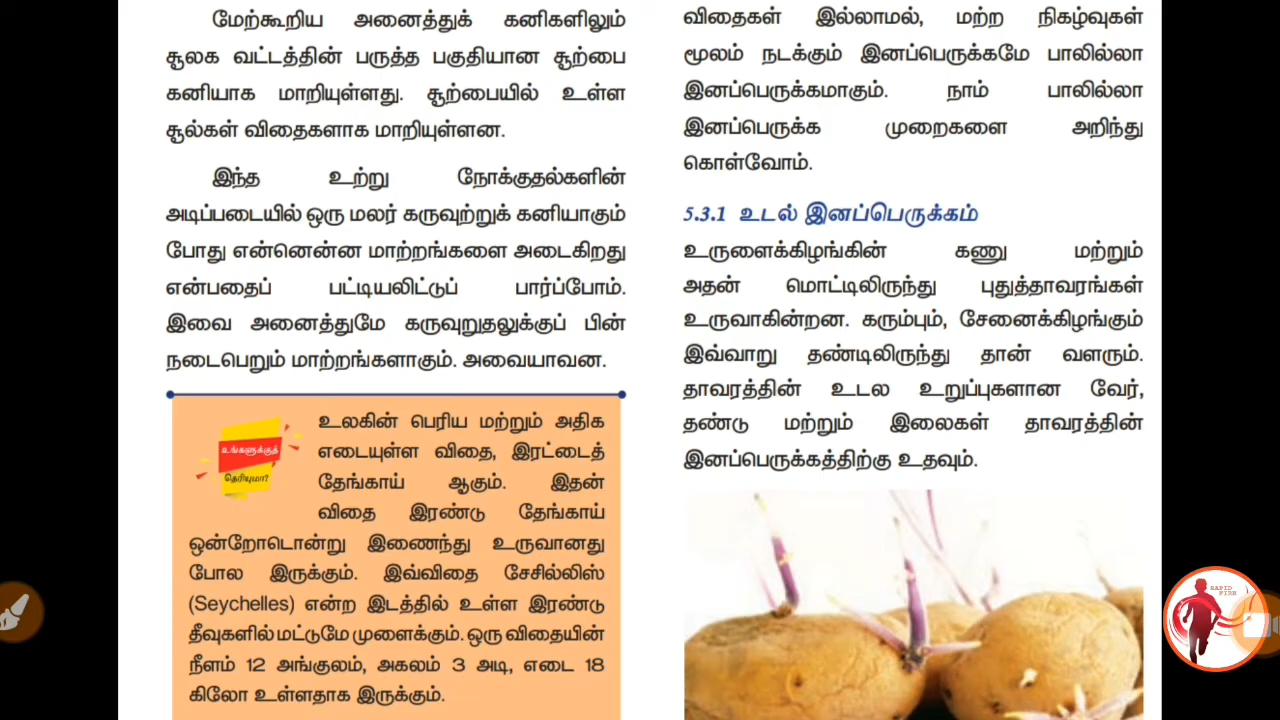 மேற்கூறிய அனைத்துக் கனிகளிலும்
சூலக வட்டத்தின் பருத்த பகுதியான சூற்பை
கனியாக மாறியுள்ளது. சூற்பையில் உள்ள
சூல்கள் விதைகளாக மாறியுள்ளன.
இந்த உற்று நோக்குதல்களின்
அடிப்படையில் ஒரு மலர் கருவுற்றுக் கனியாகும்
போது என்னென்ன மாற்றங்களை அடைகிறது
என்பதைப் பட்டியலிட்டுப் பார்ப்போம்.
இவை அனைத்துமே கருவுறுதலுக்குப் பின்
நடைபெறும் மாற்றங்களாகும். அவையாவன.
உங்களுக்குத்
தெரியுமா?
உலகின் பெரிய மற்றும் அதிக
எடையுள்ள விதை, இரட்டைத்
தேங்காய் ஆகும். இதன்
விதை இரண்டு தேங்காய்
ஒன்றோடொன்று இணைந்து உருவானது
போல இருக்கும். இவ்விதை சேசில்லிஸ்
(Seychelles) என்ற இடத்தில் உள்ள இரண்டு
தீவுகளில் மட்டுமே முளைக்கும். ஒரு விதையின்
நீளம் 12 அங்குலம், அகலம் 3 அடி, எடை 18
கிலோ உள்ளதாக இருக்கும்.
விதைகள் இல்லாமல், மற்ற நிகழ்வுகள்
மூலம் நடக்கும் இனப்பெருக்கமே பாலில்லா
இனப்பெருக்கமாகும். நாம் பாலில்லா
இனப்பெருக்க முறைகளை அறிந்து
கொள்வோம்.
5.3.1 உடல் இனப்பெருக்கம்
உருளைக்கிழங்கின் கணு மற்றும்
அதன் மொட்டிலிருந்து புதுத்தாவரங்கள்
உருவாகின்றன. கரும்பும், சேனைக்கிழங்கும்
இவ்வாறு தண்டிலிருந்து தான் வளரும்.
தாவரத்தின் உடல உறுப்புகளான வேர்,
தண்டு மற்றும் இலைகள் தாவரத்தின்
இனப்பெருக்கத்திற்கு உதவும்.
RAPID
FIRE